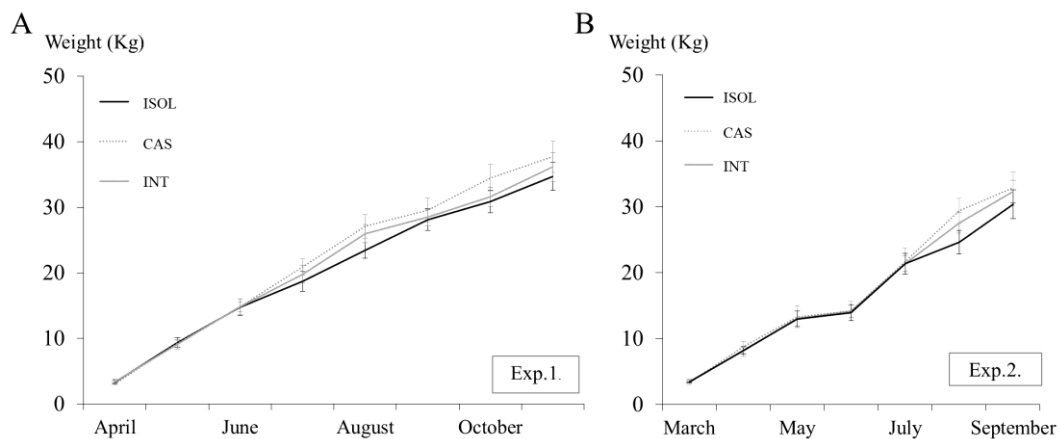 A
Weight (Kg)
50
40
30
20
10
0
ISOL
CAS
INT
Exp.1.
April
June
August
October
B
Weight (Kg)
50
40
30
20
10
0
ISOL
CAS
INT
Exp.2.
March
May
July
September